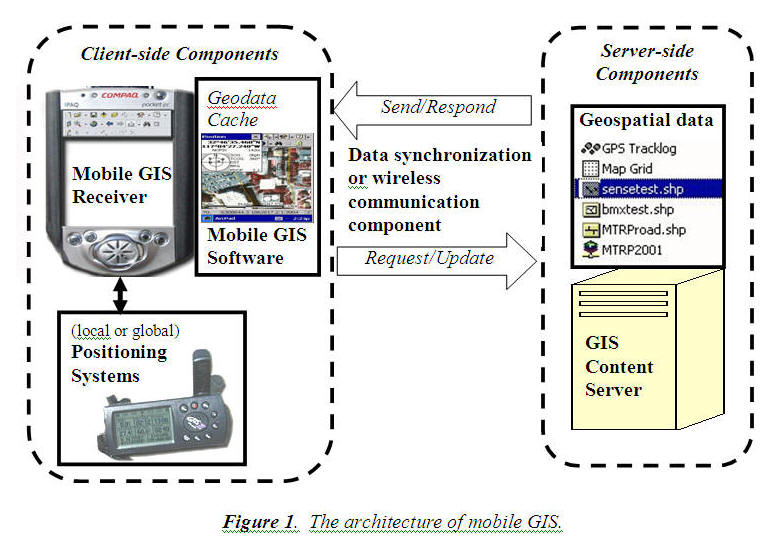 Client-side Components
COMPAQ
iPAQ
pocket pc
Mobile GIS
Receiver
Geodata
Cache
Mobile GIS
Software
(local or global)
Positioning
Systems
Send/Respond
Data synchronization
or wireless
communication
component
Request/Update
Server-side
Components
Geospatial data
GPS Tracklog
Map Grid
sensetest.shp
bmxtest.shp
MTRProad.shp
MTRP2001
GIS
Content
Server
Figure 1. The architecture of mobile GIS.